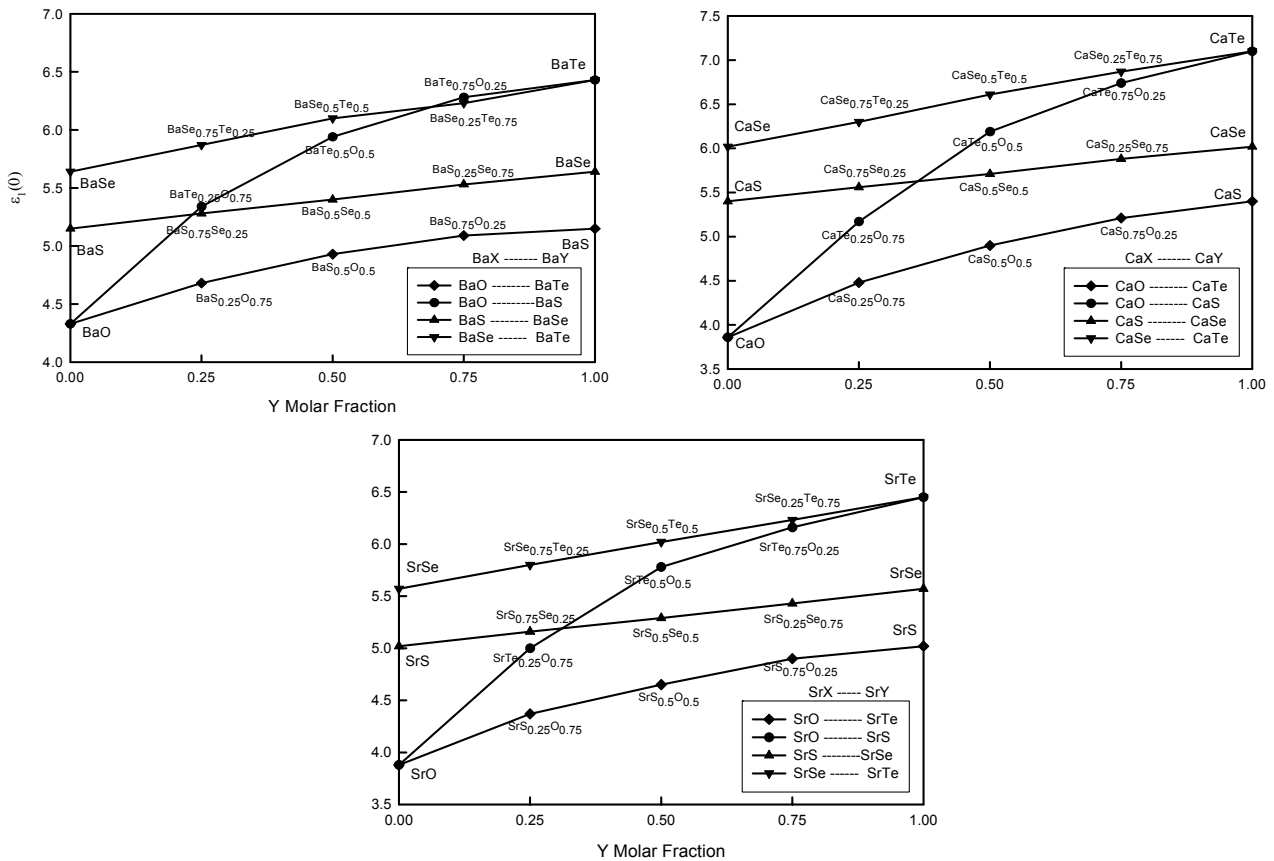 7.0
6.5
6.0
5.5
5.0
4.5
4.0
ε₁(0)
BaTe₀.₇₅O₀.₂₅
BaTe
BaSe₀.₅Te₀.₅
BaSe₀.₂₅Te₀.₇₅
BaSe₀.₇₅Te₀.₂₅
BaTe₀.₅O₀.₅
BaSe
BaSe
BaS₀.₂₅Se₀.₇₅
BaTe₀.₂₅O₀.₇₅
BaS₀.₅Se₀.₅
BaS₀.₇₅Se₀.₂₅
BaS₀.₇₅O₀.₂₅
BaS
BaS
BaS₀.₅O₀.₅
BaS₀.₂₅O₀.₇₅
BaO
BaX ------- BaY
BaO --------- BaTe
BaO ---------BaS
BaS --------- BaSe
BaSe ------ BaTe
0.00 0.25 0.50 0.75 1.00
Y Molar Fraction
7.5
7.0
6.5
6.0
5.5
5.0
4.5
4.0
3.5
CaTe
CaSe₀.₂₅Te₀.₇₅
CaSe₀.₅Te₀.₅
CaSe₀.₇₅Te₀.₂₅
CaTe₀.₇₅O₀.₂₅
CaSe
CaTe₀.₅O₀.₅
CaS₀.₂₅Se₀.₇₅
CaSe
CaS
CaS₀.₇₅Se₀.₂₅
CaS₀.₅Se₀.₅
CaTe₀.₂₅O₀.₇₅
CaS₀.₇₅O₀.₂₅
CaS
CaS₀.₅O₀.₅
CaS₀.₂₅O₀.₇₅
CaO
CaX ------- CaY
CaO -------- CaTe
CaO -------- CaS
CaS -------- CaSe
CaSe ------ CaTe
0.00 0.25 0.50 0.75 1.00
7.0
6.5
6.0
5.5
5.0
4.5
4.0
3.5
SrTe
SrSe₀.₂₅Te₀.₇₅
SrSe₀.₅Te₀.₅
SrSe₀.₇₅Te₀.₂₅
SrTe₀.₇₅O₀.₂₅
SrSe
SrTe₀.₅O₀.₅
SrSe
SrS₀.₇₅Se₀.₂₅
SrS₀.₅Se₀.₅
SrS₀.₂₅Se₀.₇₅
SrS
SrS
SrTe₀.₂₅O₀.₇₅
SrS₀.₇₅O₀.₂₅
SrS₀.₅O₀.₅
SrS₀.₂₅O₀.₇₅
SrO
SrX ----- SrY
SrO -------- SrTe
SrO -------- SrS
SrS ---------SrSe
SrSe ------ SrTe
0.00 0.25 0.50 0.75 1.00
Y Molar Fraction